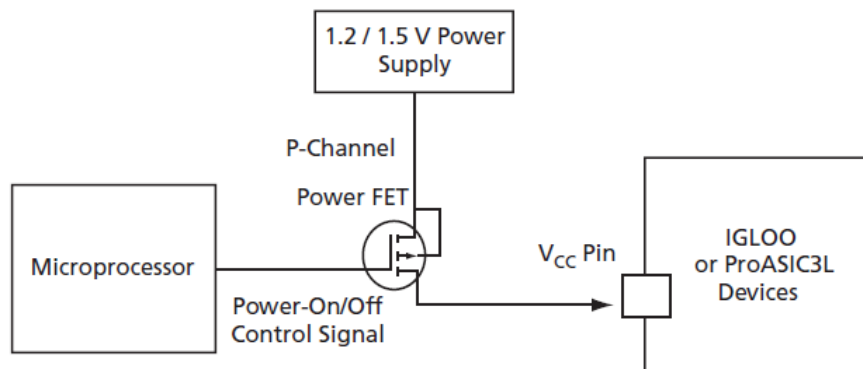 1.2 / 1.5 V Power
Supply
P-Channel
Power FET
Microprocessor
Power-On/Off
Control Signal
VCC Pin
IGLOO
or ProASIC3L
Devices